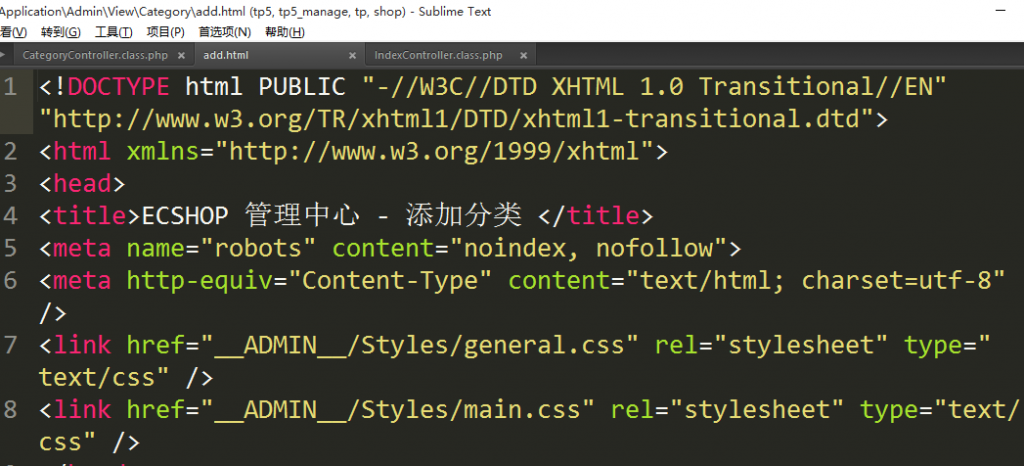 Application\Admin\View\Category\add.html (tp5, tp5_manage, tp, shop) - Sublime Text
看(V) 转到(G) 工具(T) 项目(P) 首选项(N) 帮助(H)
CategoryController.class.php × add.html × IndexController.class.php ×
1 <!DOCTYPE html PUBLIC "-//W3C//DTD XHTML 1.0 Transitional//EN"
"http://www.w3.org/TR/xhtml1/DTD/xhtml1-transitional.dtd">
2 <html xmlns="http://www.w3.org/1999/xhtml">
3 <head>
4 <title>ECSHOP 管理中心 - 添加分类 </title>
5 <meta name="robots" content="noindex, nofollow">
6 <meta http-equiv="Content-Type" content="text/html; charset=utf-8"
/>
7 <link href="__ADMIN__/Styles/general.css" rel="stylesheet" type="
text/css" />
8 <link href="__ADMIN__/Styles/main.css" rel="stylesheet" type="text/
css" />